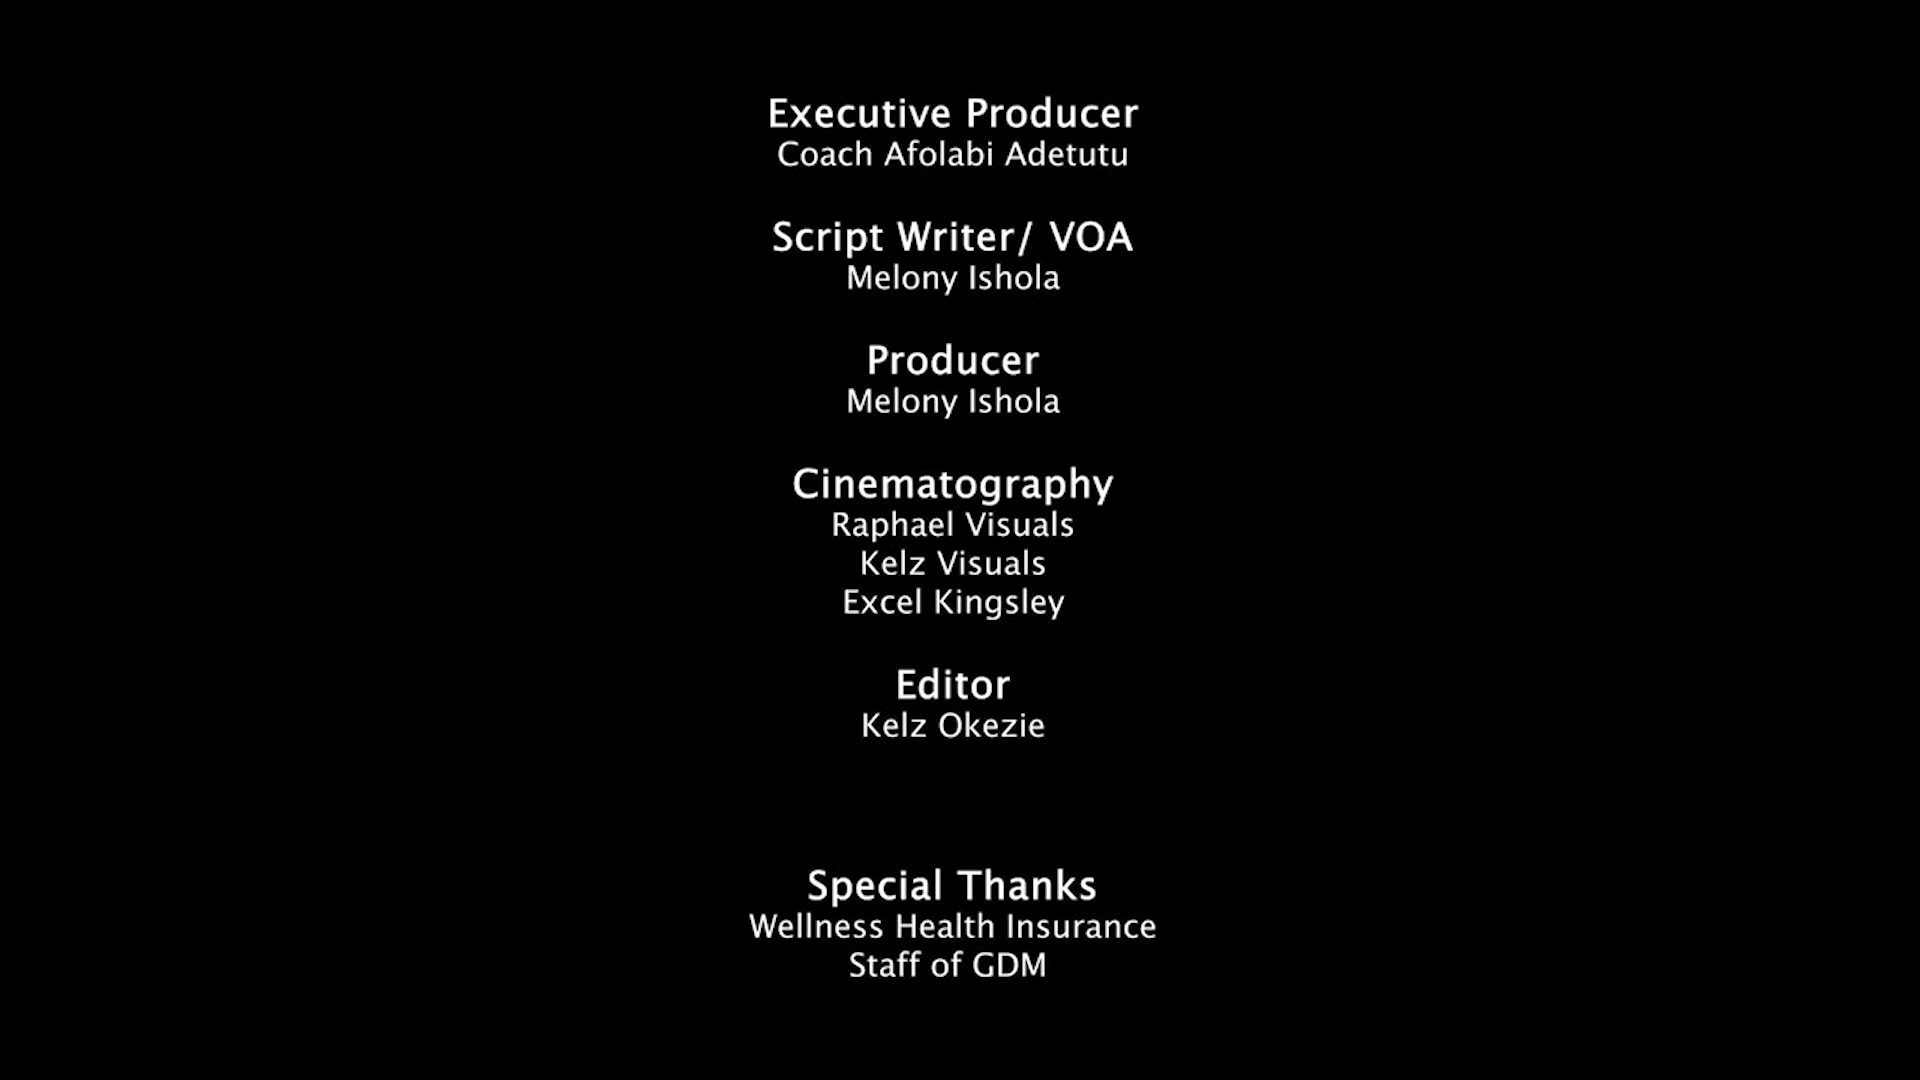 Executive Producer
Coach Afolabi Adetutu
Script Writer/ VOA
Melony Ishola
Producer
Melony Ishola
Cinematography
Raphael Visuals
Kelz Visuals
Excel Kingsley
Editor
Kelz Okezie
Special Thanks
Wellness Health Insurance
Staff of GDM